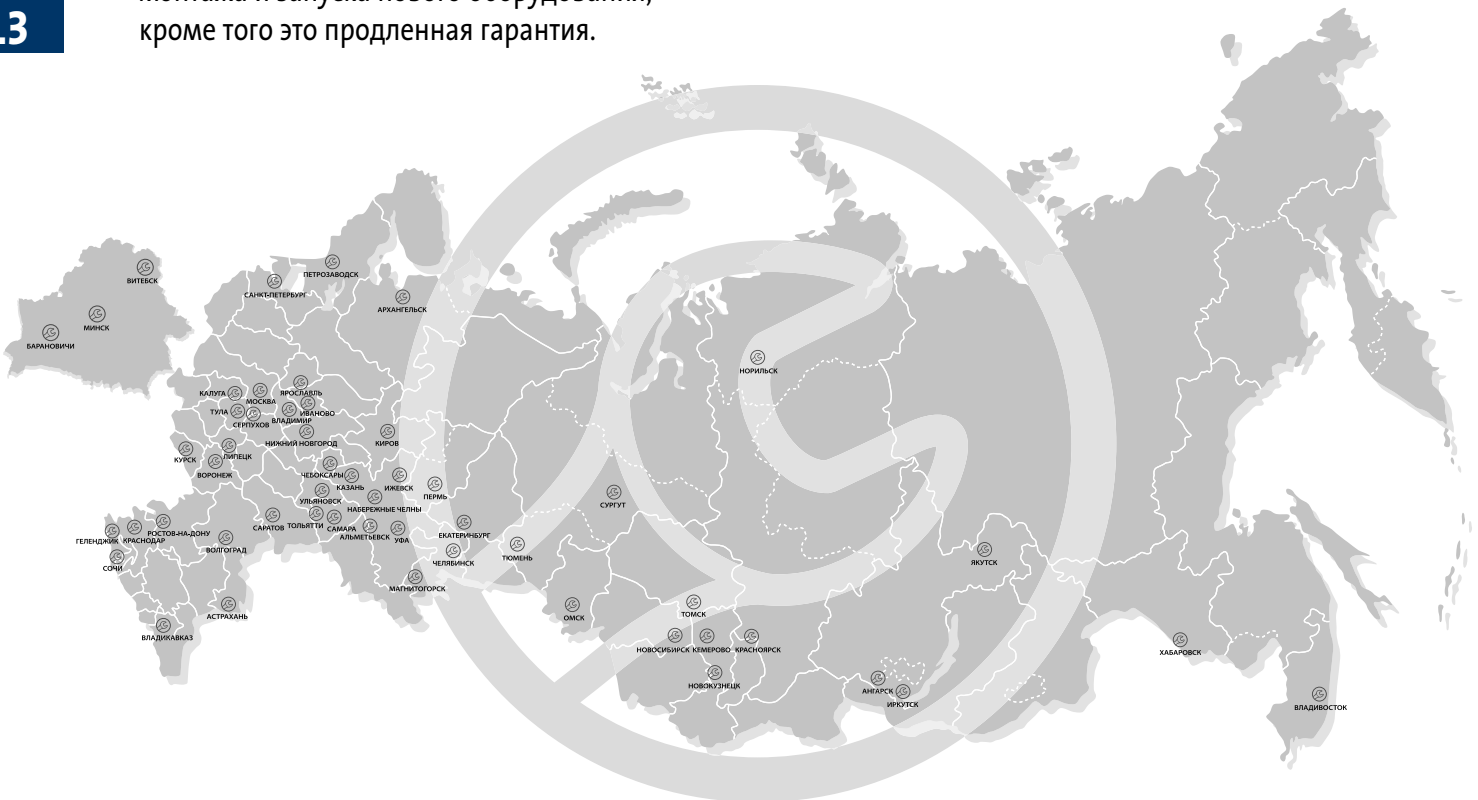 .3
кроме того это продленная гарантия.
ПЕТРОЗАВОДСК
ВИТЕБСК
САНКТ-ПЕТЕРБУРГ
АРХАНГЕЛЬСК
МИНСК
БАРАНОВИЧИ
НОРИЛЬСК
КАЛУГА
МОСКВА
ЯРОСЛАВЛЬ
ТУЛА
СЕРПУХОВ
ВЛАДИМИР
ИВАНОВО
НИЖНИЙ НОВГОРОД
КИРОВ
КУРСК
ЛИПЕЦК
ВОРОНЕЖ
ЧЕБОКСАРЫ
КАЗАНЬ
ИЖЕВСК
ПЕРМЬ
УЛЬЯНОВСК
НАБЕРЕЖНЫЕ ЧЕЛНЫ
СУРГУТ
ГЕЛЕНДЖИК
КРАСНОДАР
РОСТОВ-НА-ДОНУ
ВОЛГОГРАД
САРАТОВ
ТОЛЬЯТТИ
САМАРА
АЛЬМЕТЬЕВСК
УФА
ЕКАТЕРИНБУРГ
ЧЕЛЯБИНСК
ТЮМЕНЬ
СОЧИ
МАГНИТОГОРСК
ЯКУТСК
АСТРАХАНЬ
ОМСК
ТОМСК
ВЛАДИКАВКАЗ
НОВОСИБИРСК
КЕМЕРОВО
КРАСНОЯРСК
ХАБАРОВСК
НОВОКУЗНЕЦК
АНГАРСК
ИРКУТСК
ВЛАДИВОСТОК